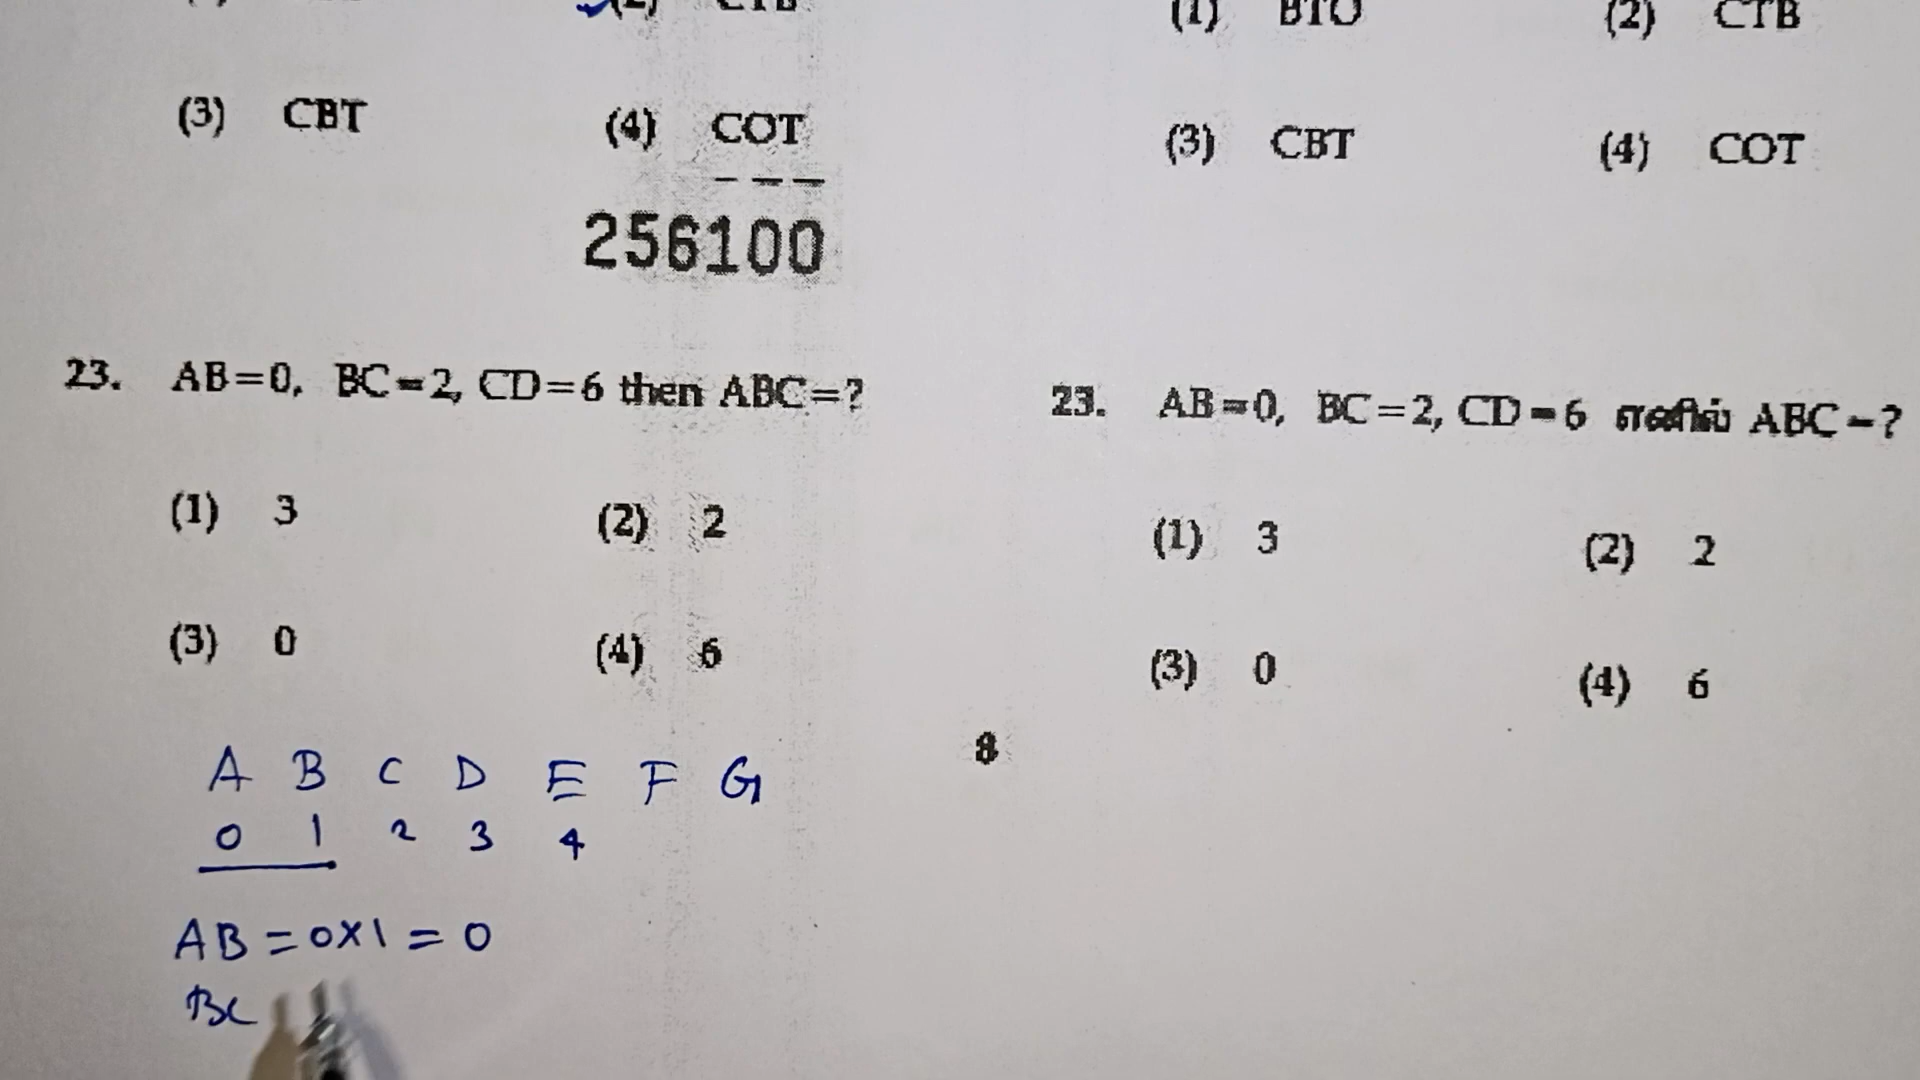 (1) BTO (2) CTB
(3) CBT (4) COT
256100
23. AB=0, BC=2, CD=6 then ABC=?
(1) 3 (2) 2
(3) 0 (4) 6
(3) CBT (4) COT
23. AB=0, BC=2, CD=6 எனில் ABC=?
(1) 3 (2) 2
(3) 0 (4) 6
8
A B C D E F G
0 1 2 3 4
AB = 0×1 = 0
BC